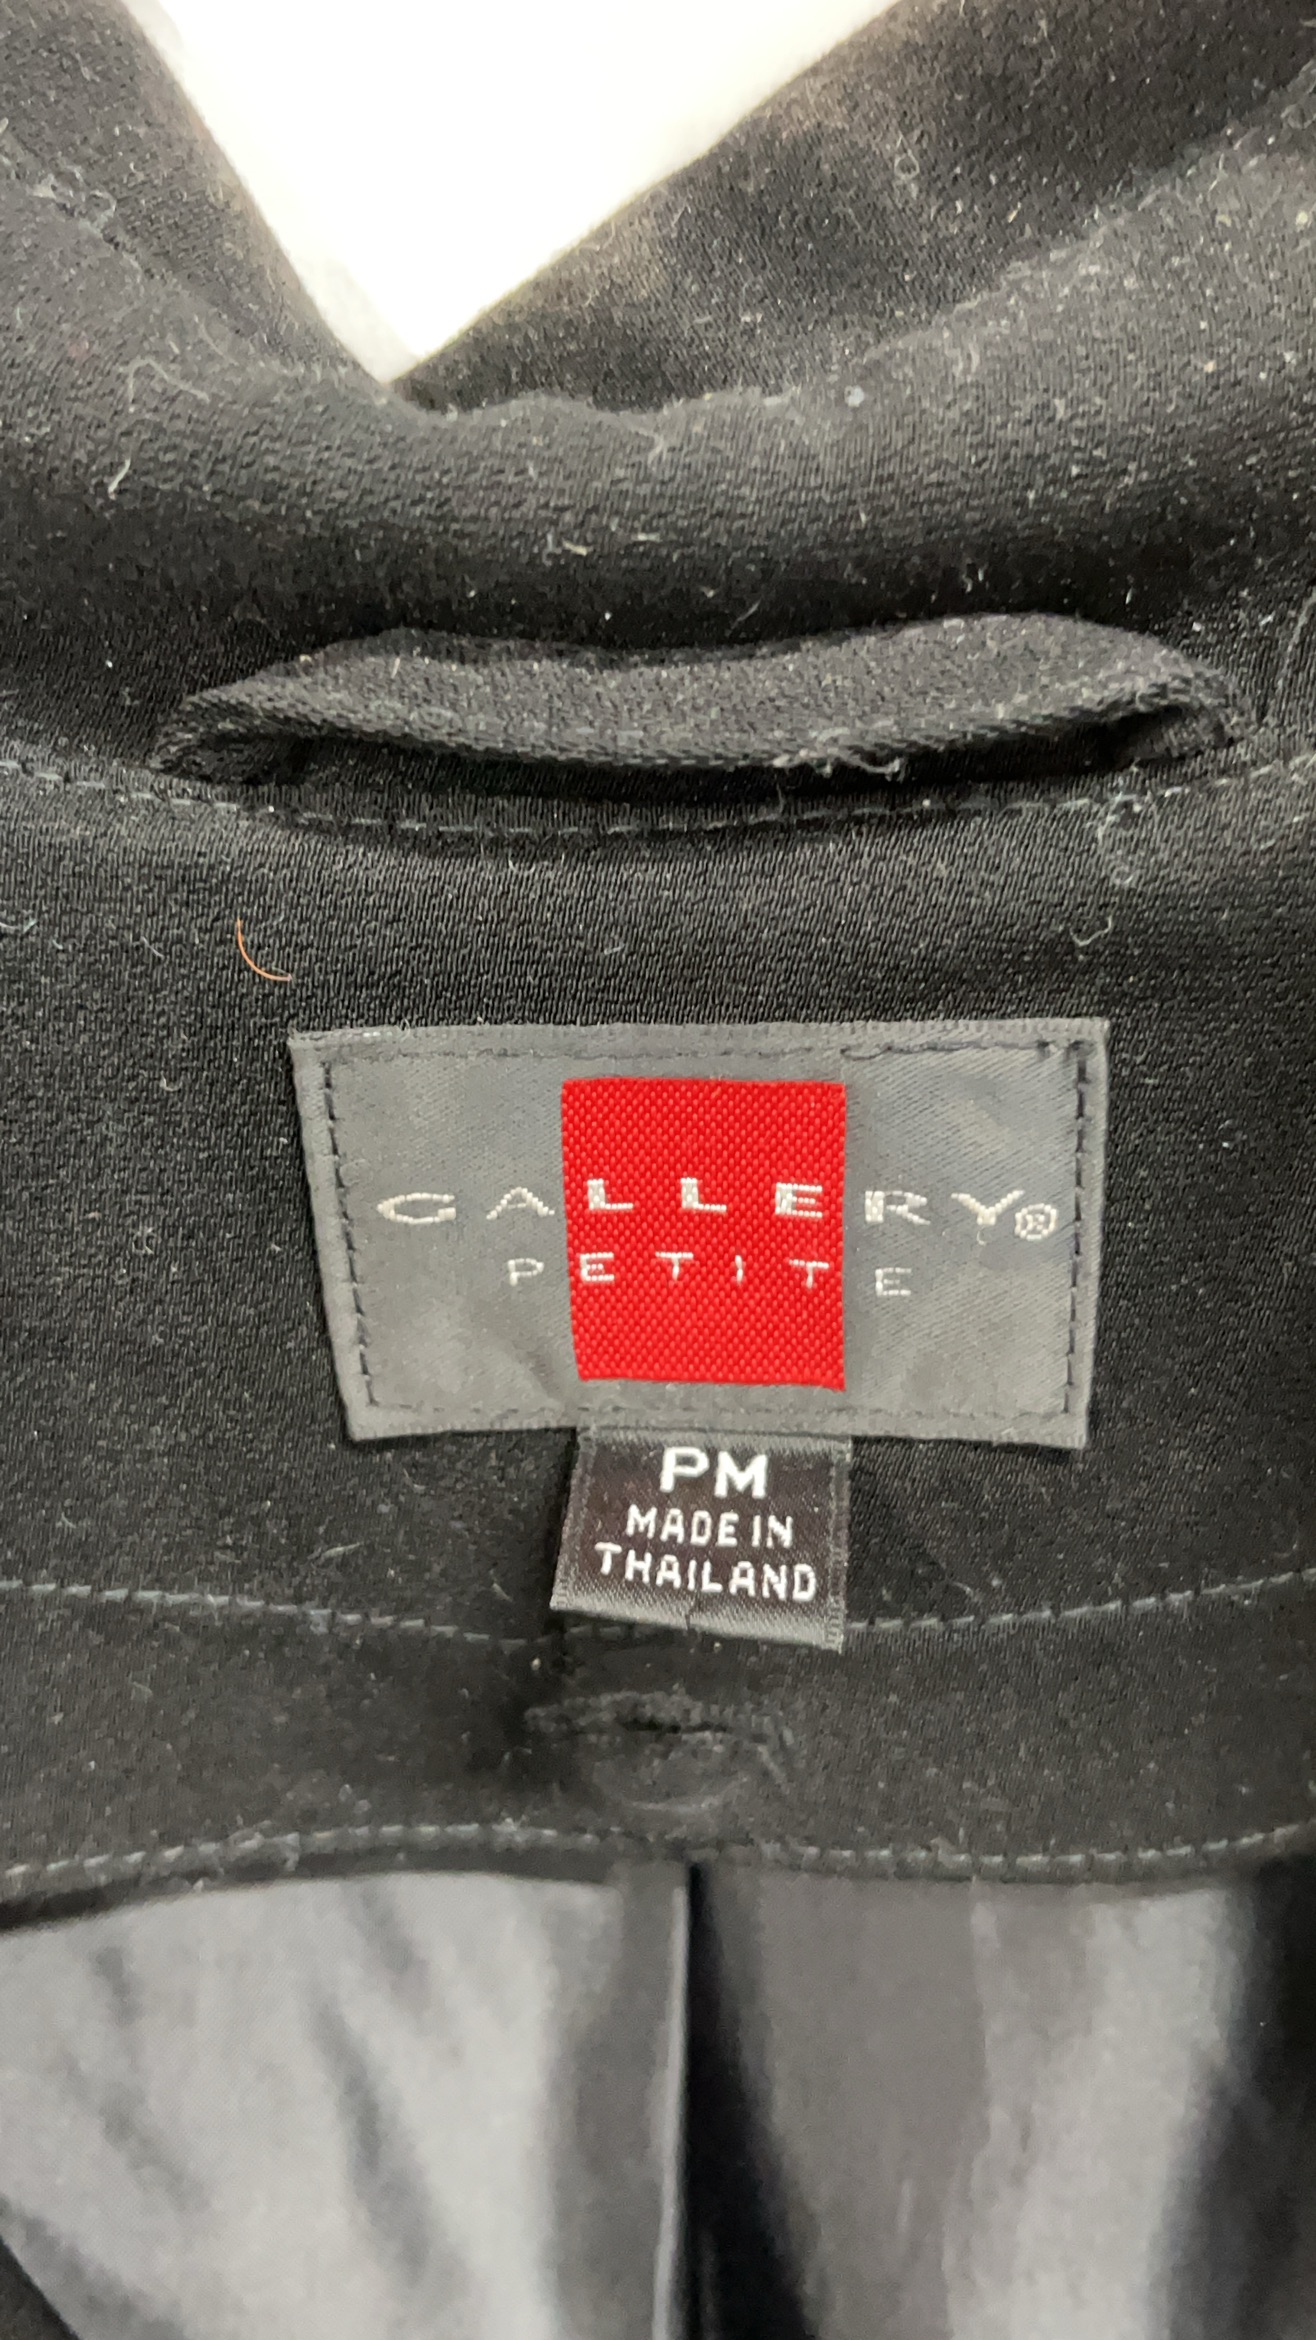 GALLERY®
PETITE
PM
MADE IN
THAILAND